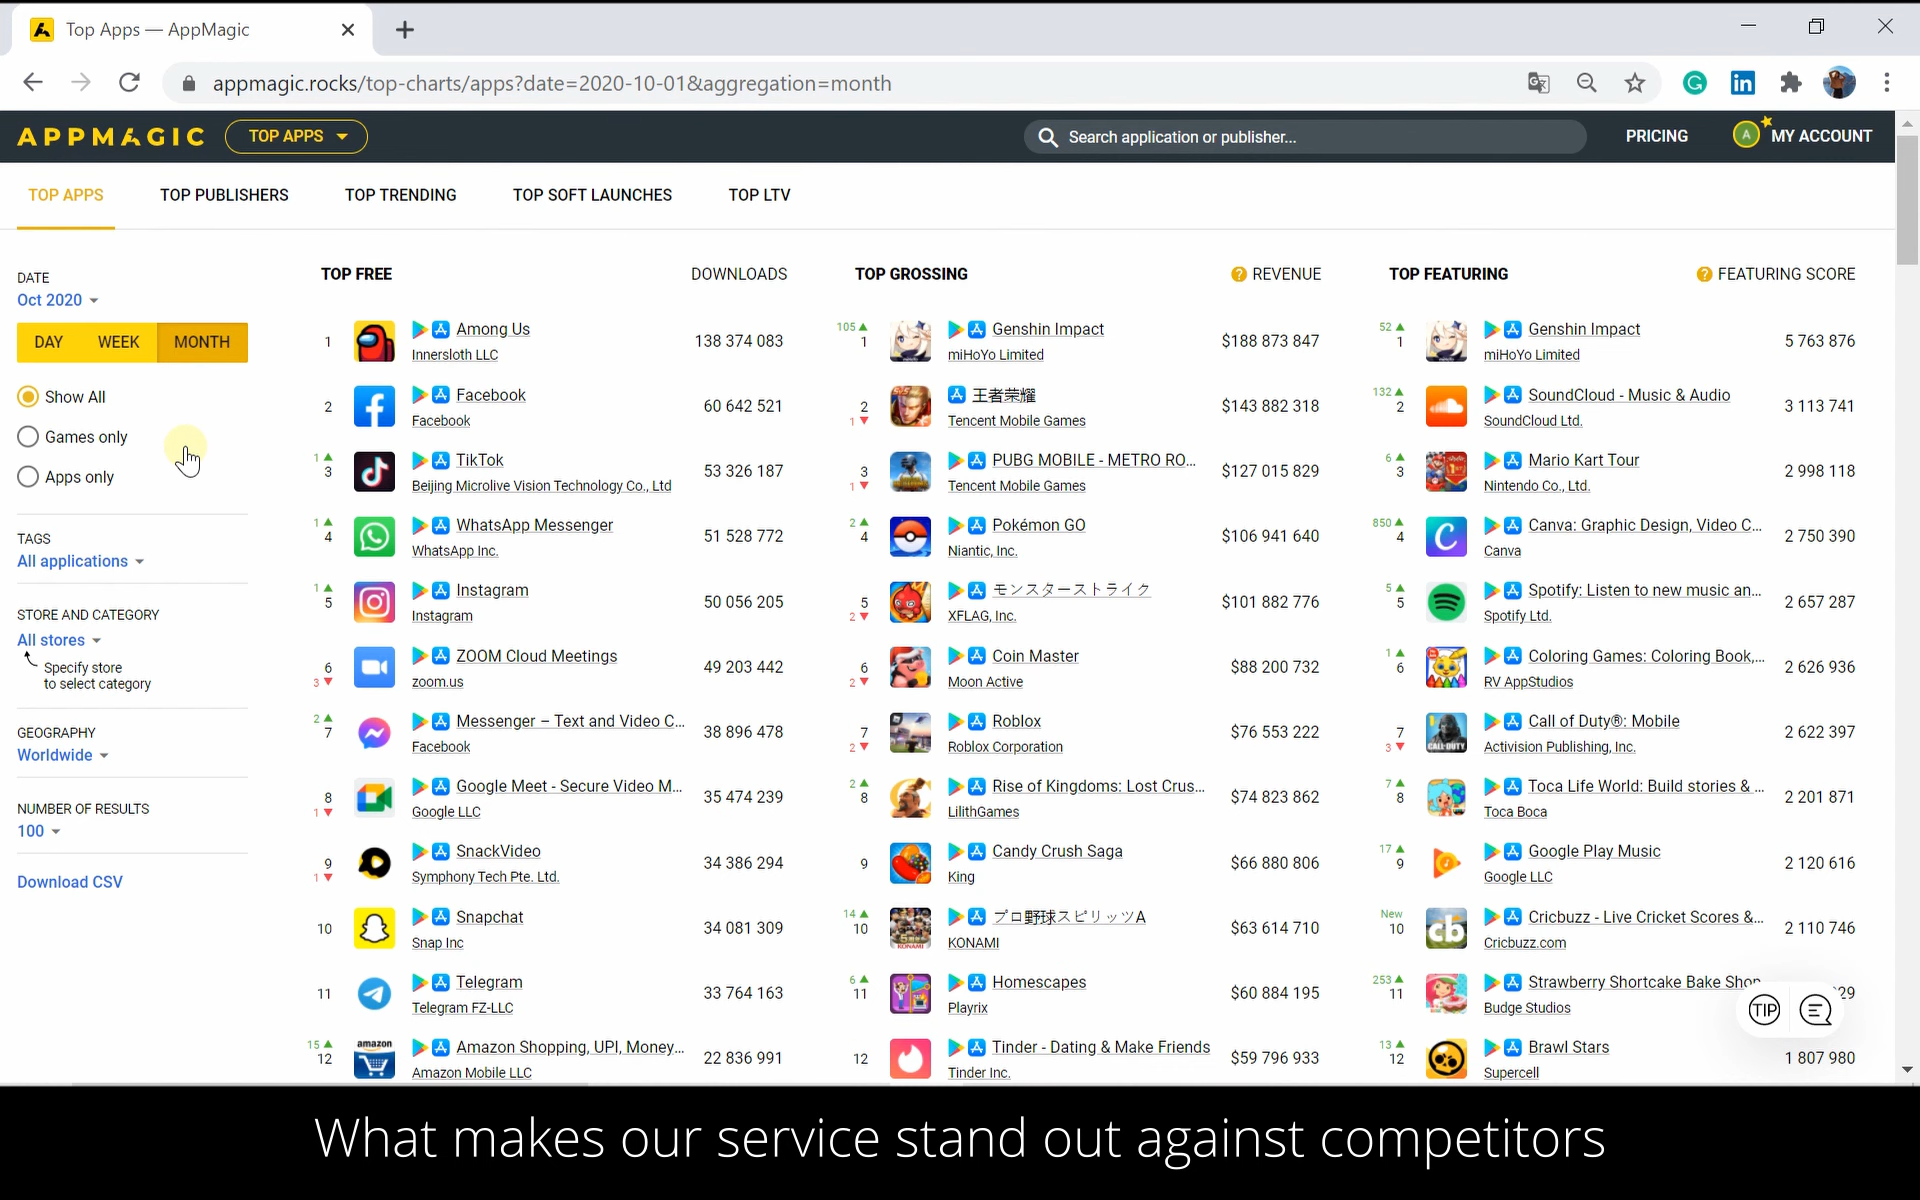 Top Apps — AppMagic
appmagic.rocks/top-charts/apps?date=2020-10-01&aggregation=month
APPMAGIC
TOP APPS
Search application or publisher...
PRICING
A
MY ACCOUNT
TOP APPS
TOP PUBLISHERS
TOP TRENDING
TOP SOFT LAUNCHES
TOP LTV
DATE
Oct 2020
DAY
WEEK
MONTH
Show All
Games only
Apps only
TAGS
All applications
STORE AND CATEGORY
All stores
Specify store
to select category
GEOGRAPHY
Worldwide
NUMBER OF RESULTS
100
Download CSV
TOP FREE DOWNLOADS
1 Among Us 138 374 083
Innersloth LLC
2 Facebook 60 642 521
Facebook
1 3 TikTok 53 326 187
Beijing Microlive Vision Technology Co., Ltd
1 4 WhatsApp Messenger 51 528 772
WhatsApp Inc.
1 5 Instagram 50 056 205
Instagram
6 3 ZOOM Cloud Meetings 49 203 442
zoom.us
2 7 Messenger – Text and Video C... 38 896 478
Facebook
8 1 Google Meet - Secure Video M... 35 474 239
Google LLC
9 1 SnackVideo 34 386 294
Symphony Tech Pte. Ltd.
10 Snapchat 34 081 309
Snap Inc
11 Telegram 33 764 163
Telegram FZ-LLC
15 12 amazon Amazon Shopping, UPI, Money... 22 836 991
Amazon Mobile LLC
TOP GROSSING ? REVENUE
105 1 Genshin Impact $188 873 847
miHoYo Limited
2 1 王者荣耀 $143 882 318
Tencent Mobile Games
3 1 PUBG MOBILE - METRO RO... $127 015 829
Tencent Mobile Games
2 4 Pokémon GO $106 941 640
Niantic, Inc.
5 2 モンスターストライク $101 882 776
XFLAG, Inc.
6 2 Coin Master $88 200 732
Moon Active
7 2 Roblox $76 553 222
Roblox Corporation
2 8 Rise of Kingdoms: Lost Crus... $74 823 862
LilithGames
9 Candy Crush Saga $66 880 806
King
14 10 KONAMI プロ野球スピリッツA $63 614 710
KONAMI
6 11 Homescapes $60 884 195
Playrix
12 Tinder - Dating & Make Friends $59 796 933
Tinder Inc.
TOP FEATURING ? FEATURING SCORE
52 1 Genshin Impact 5 763 876
miHoYo Limited
132 2 SoundCloud - Music & Audio 3 113 741
SoundCloud Ltd.
6 3 Mario Kart Tour 2 998 118
Nintendo Co., Ltd.
850 4 Canva: Graphic Design, Video C... 2 750 390
Canva
5 5 Spotify: Listen to new music an... 2 657 287
Spotify Ltd.
1 6 Coloring Games: Coloring Book,... 2 626 936
RV AppStudios
7 3 CALL·DUTY Call of Duty®: Mobile 2 622 397
Activision Publishing, Inc.
7 8 Toca Life World: Build stories & ... 2 201 871
Toca Boca
17 9 Google Play Music 2 120 616
Google LLC
New 10 cb Cricbuzz - Live Cricket Scores &... 2 110 746
Cricbuzz.com
253 11 Strawberry Shortcake Bake Shop 29
Budge Studios
13 12 Brawl Stars 1 807 980
Supercell
TIP
What makes our service stand out against competitors